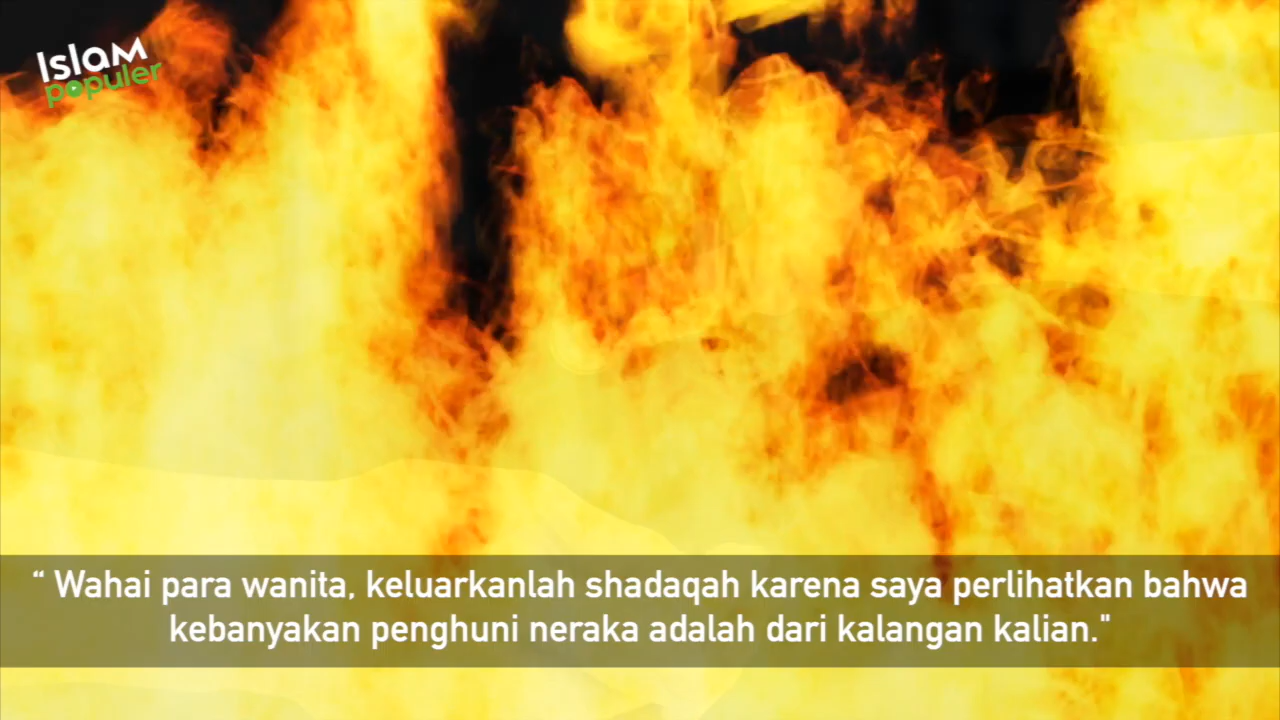 Islam
populer
“ Wahai para wanita, keluarkanlah shadaqah karena saya perlihatkan bahwa
kebanyakan penghuni neraka adalah dari kalangan kalian."